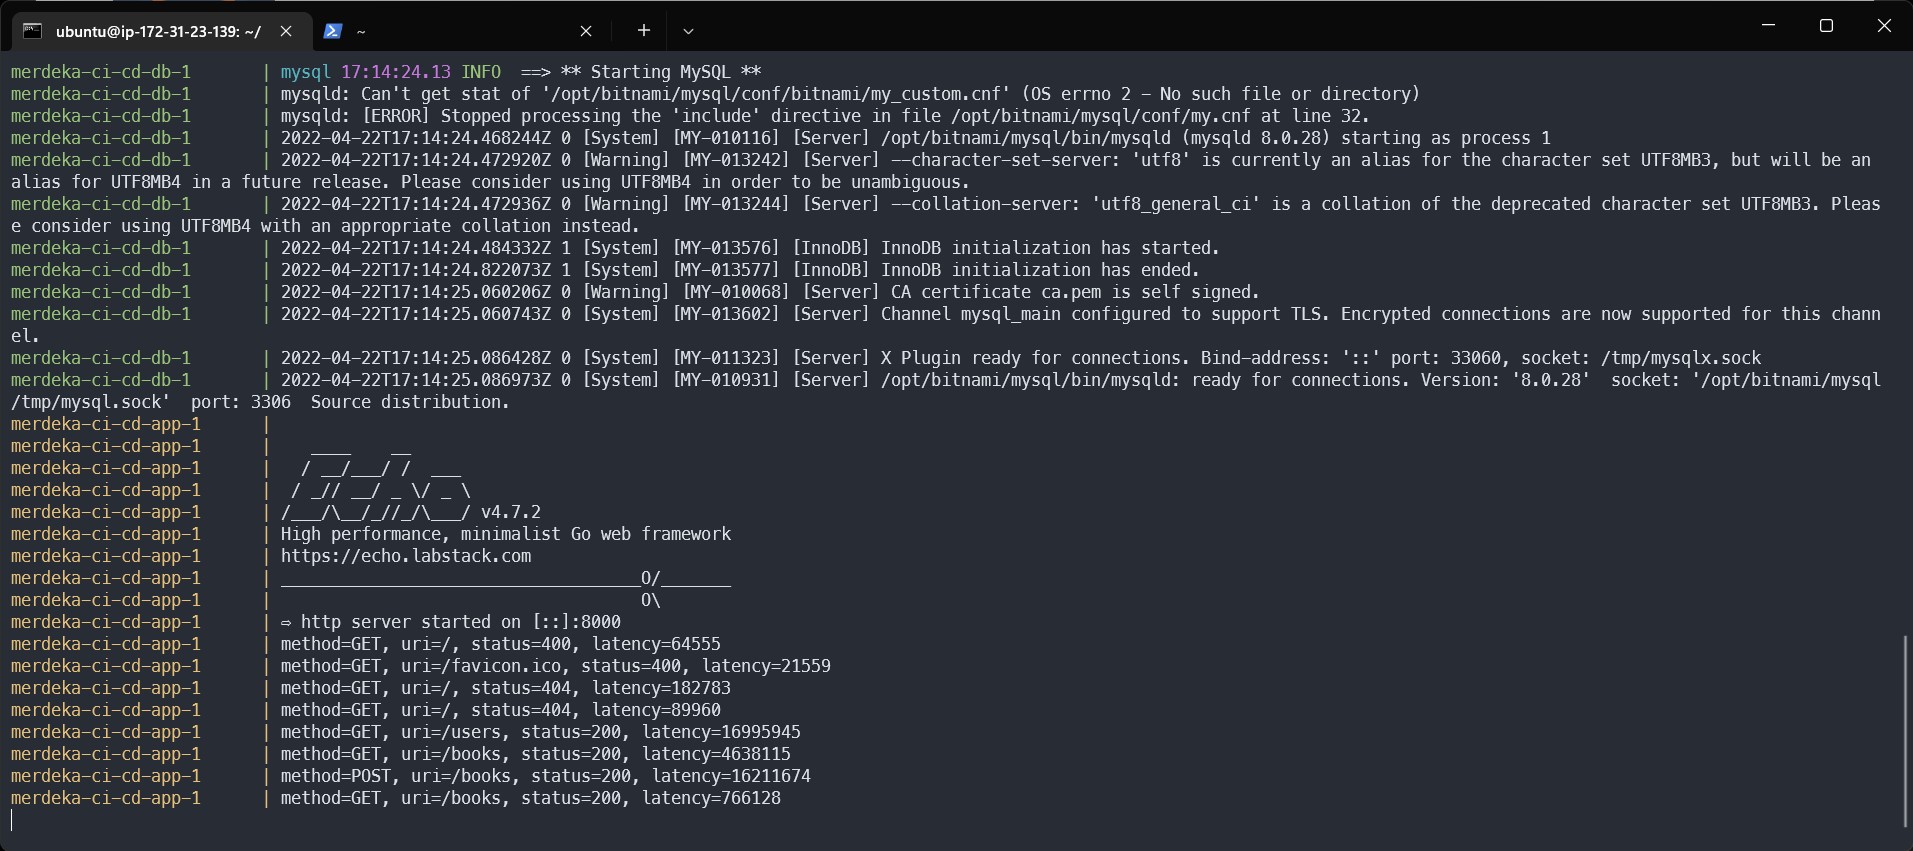 ubuntu@ip-172-31-23-139: ~/
~
merdeka-ci-cd-db-1       | mysql 17:14:24.13 INFO  ==> ** Starting MySQL **
merdeka-ci-cd-db-1       | mysqld: Can't get stat of '/opt/bitnami/mysql/conf/bitnami/my_custom.cnf' (OS errno 2 - No such file or directory)
merdeka-ci-cd-db-1       | mysqld: [ERROR] Stopped processing the 'include' directive in file /opt/bitnami/mysql/conf/my.cnf at line 32.
merdeka-ci-cd-db-1       | 2022-04-22T17:14:24.468244Z 0 [System] [MY-010116] [Server] /opt/bitnami/mysql/bin/mysqld (mysqld 8.0.28) starting as process 1
merdeka-ci-cd-db-1       | 2022-04-22T17:14:24.472920Z 0 [Warning] [MY-013242] [Server] --character-set-server: 'utf8' is currently an alias for the character set UTF8MB3, but will be an
alias for UTF8MB4 in a future release. Please consider using UTF8MB4 in order to be unambiguous.
merdeka-ci-cd-db-1       | 2022-04-22T17:14:24.472936Z 0 [Warning] [MY-013244] [Server] --collation-server: 'utf8_general_ci' is a collation of the deprecated character set UTF8MB3. Pleas
e consider using UTF8MB4 with an appropriate collation instead.
merdeka-ci-cd-db-1       | 2022-04-22T17:14:24.484332Z 1 [System] [MY-013576] [InnoDB] InnoDB initialization has started.
merdeka-ci-cd-db-1       | 2022-04-22T17:14:24.822073Z 1 [System] [MY-013577] [InnoDB] InnoDB initialization has ended.
merdeka-ci-cd-db-1       | 2022-04-22T17:14:25.060206Z 0 [Warning] [MY-010068] [Server] CA certificate ca.pem is self signed.
merdeka-ci-cd-db-1       | 2022-04-22T17:14:25.060743Z 0 [System] [MY-013602] [Server] Channel mysql_main configured to support TLS. Encrypted connections are now supported for this chann
el.
merdeka-ci-cd-db-1       | 2022-04-22T17:14:25.086428Z 0 [System] [MY-011323] [Server] X Plugin ready for connections. Bind-address: '::' port: 33060, socket: /tmp/mysqlx.sock
merdeka-ci-cd-db-1       | 2022-04-22T17:14:25.086973Z 0 [System] [MY-010931] [Server] /opt/bitnami/mysql/bin/mysqld: ready for connections. Version: '8.0.28'  socket: '/opt/bitnami/mysql
/tmp/mysql.sock'  port: 3306  Source distribution.
merdeka-ci-cd-app-1      |
merdeka-ci-cd-app-1      |    ____    __
merdeka-ci-cd-app-1      |   / __/___/ /  ___
merdeka-ci-cd-app-1      |  / _// __/ _ \/ _ \
merdeka-ci-cd-app-1      | /___/\__/_//_/\___/ v4.7.2
merdeka-ci-cd-app-1      | High performance, minimalist Go web framework
merdeka-ci-cd-app-1      | https://echo.labstack.com
merdeka-ci-cd-app-1      | ____________________________________O/_______
merdeka-ci-cd-app-1      |                                     O\
merdeka-ci-cd-app-1      | ⇨ http server started on [::]:8000
merdeka-ci-cd-app-1      | method=GET, uri=/, status=400, latency=64555
merdeka-ci-cd-app-1      | method=GET, uri=/favicon.ico, status=400, latency=21559
merdeka-ci-cd-app-1      | method=GET, uri=/, status=404, latency=182783
merdeka-ci-cd-app-1      | method=GET, uri=/, status=404, latency=89960
merdeka-ci-cd-app-1      | method=GET, uri=/users, status=200, latency=16995945
merdeka-ci-cd-app-1      | method=GET, uri=/books, status=200, latency=4638115
merdeka-ci-cd-app-1      | method=POST, uri=/books, status=200, latency=16211674
merdeka-ci-cd-app-1      | method=GET, uri=/books, status=200, latency=766128